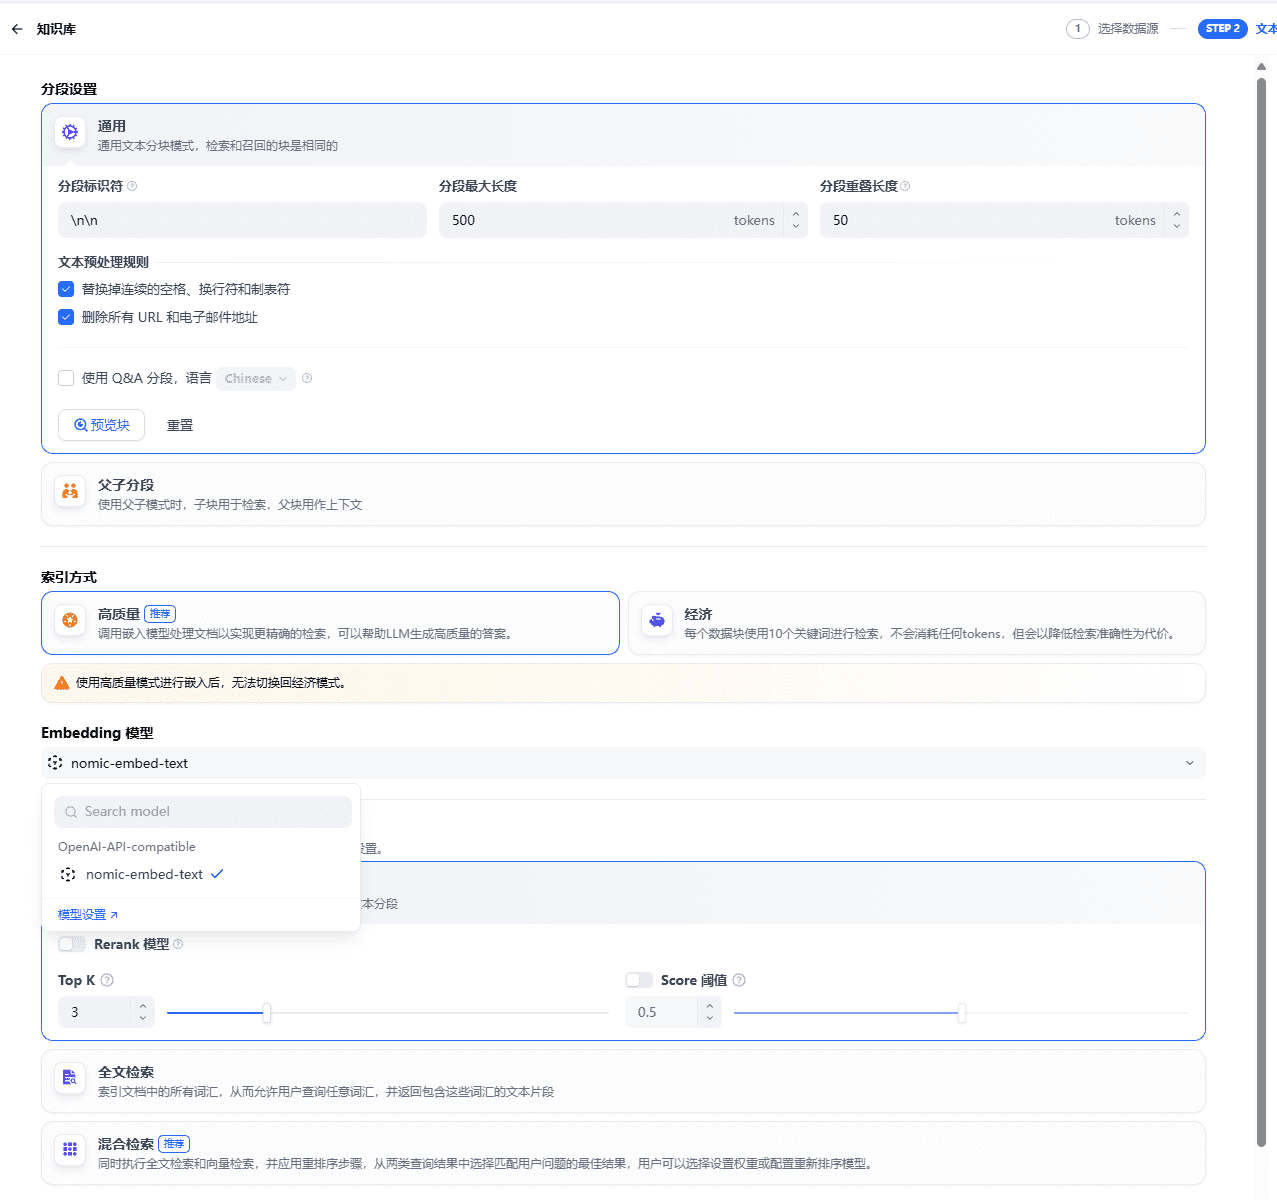 知识库
1 选择数据源 STEP 2 文本
分段设置
通用
通用文本分块模式，检索和召回的块是相同的
分段标识符 分段最大长度 分段重叠长度
\n\n 500 tokens 50 tokens
文本预处理规则
替换掉连续的空格、换行符和制表符
删除所有 URL 和电子邮件地址
使用 Q&A 分段，语言 Chinese
预览块 重置
父子分段
使用父子模式时，子块用于检索，父块用作上下文
索引方式
高质量 推荐
调用嵌入模型处理文档以实现更精确的检索，可以帮助LLM生成高质量的答案。
经济
每个数据块使用10个关键词进行检索，不会消耗任何tokens，但会以降低检索准确性为代价。
使用高质量模式进行嵌入后，无法切换回经济模式。
Embedding 模型
nomic-embed-text
Search model
OpenAI-API-compatible
置。
nomic-embed-text
本分段
模型设置
Rerank 模型
Top K Score 阈值
3 0.5
全文检索
索引文档中的所有词汇，从而允许用户查询任意词汇，并返回包含这些词汇的文本片段
混合检索 推荐
同时执行全文检索和向量检索，并应用重排序步骤，从两类查询结果中选择匹配用户问题的最佳结果，用户可以选择设置权重或配置重新排序模型。